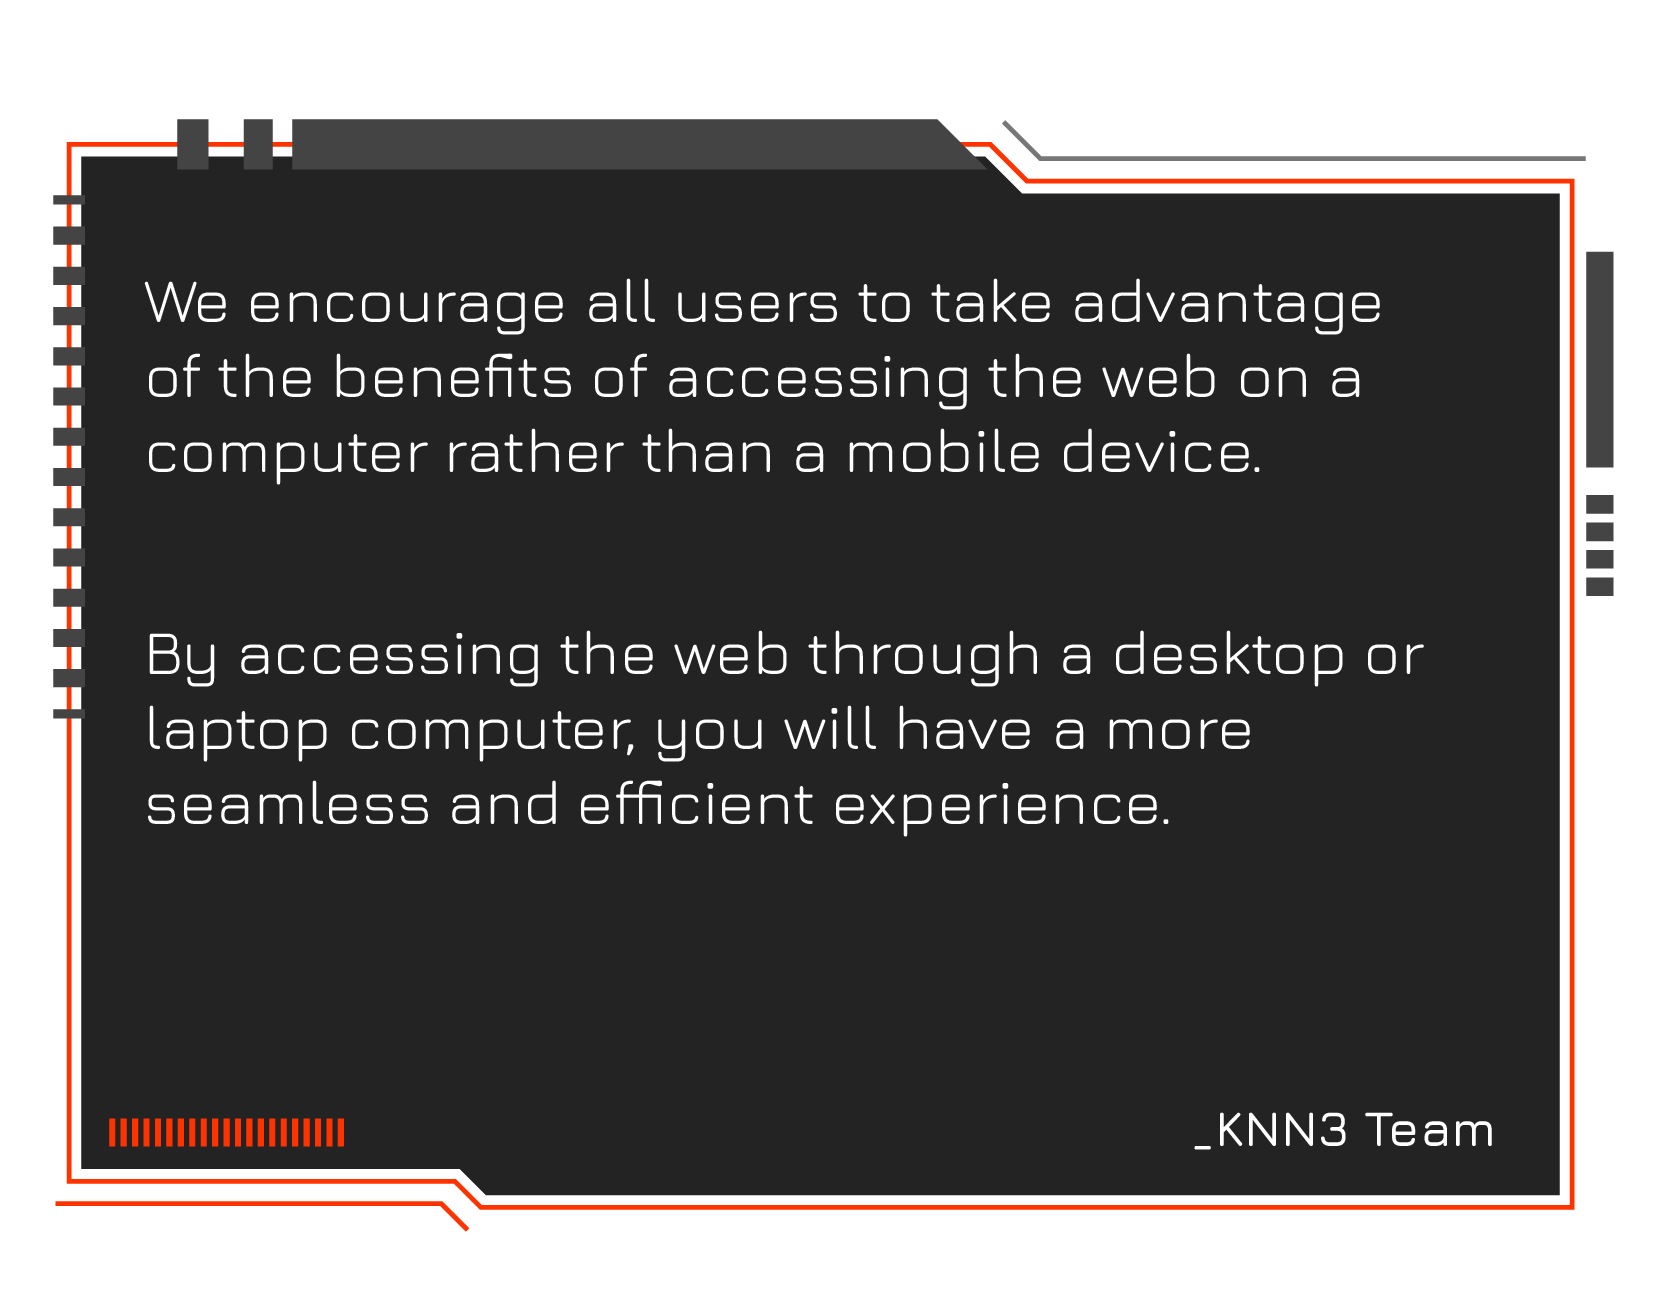 We encourage all users to take advantage
of the benefits of accessing the web on a
computer rather than a mobile device.
By accessing the web through a desktop or
laptop computer, you will have a more
seamless and efficient experience.
_KNN3 Team